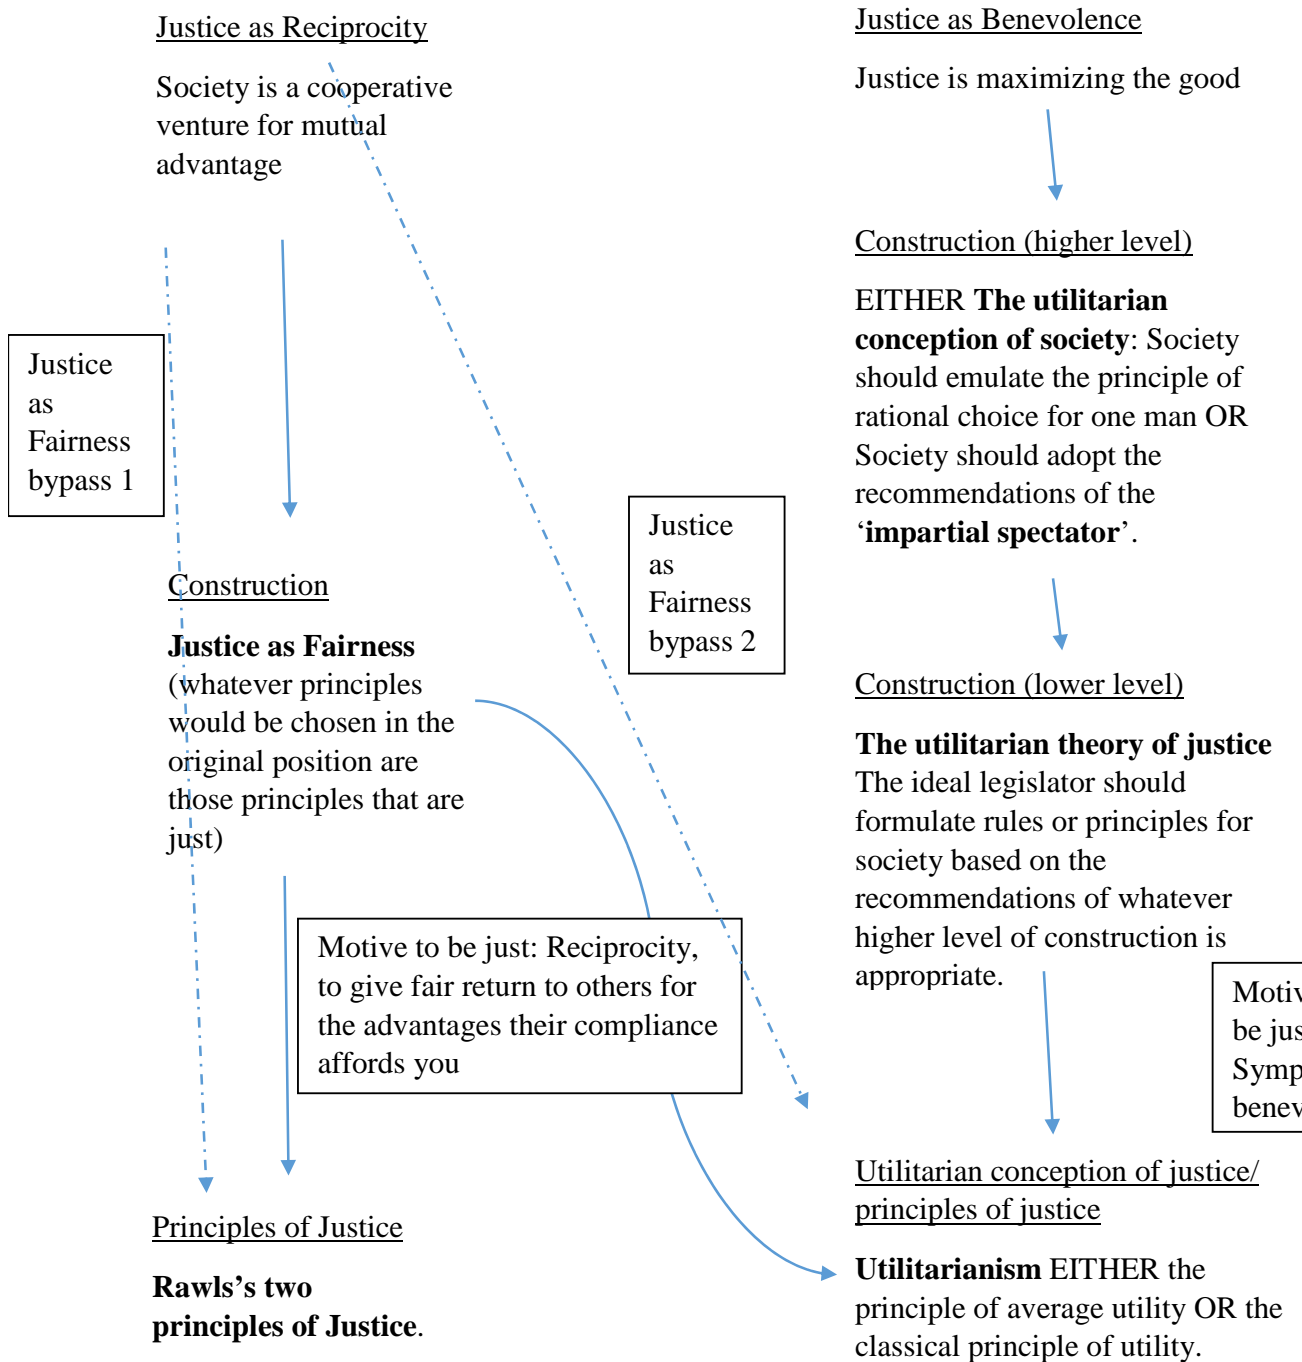 Justice as Reciprocity
Society is a cooperative
venture for mutual
advantage
Justice
as
Fairness
bypass 1
Construction
Justice as Fairness
(whatever principles
would be chosen in the
original position are
those principles that are
just)
Motive to be just: Reciprocity,
to give fair return to others for
the advantages their compliance
affords you
Principles of Justice
Rawls’s two
principles of Justice.
Justice
as
Fairness
bypass 2
Justice as Benevolence
Justice is maximizing the good
Construction (higher level)
EITHER The utilitarian
conception of society: Society
should emulate the principle of
rational choice for one man OR
Society should adopt the
recommendations of the
‘impartial spectator’.
Construction (lower level)
The utilitarian theory of justice
The ideal legislator should
formulate rules or principles for
society based on the
recommendations of whatever
higher level of construction is
appropriate.
be
Utilitarian conception of justice/
principles of justice
Utilitarianism EITHER the
principle of average utility OR the
classical principle of utility.